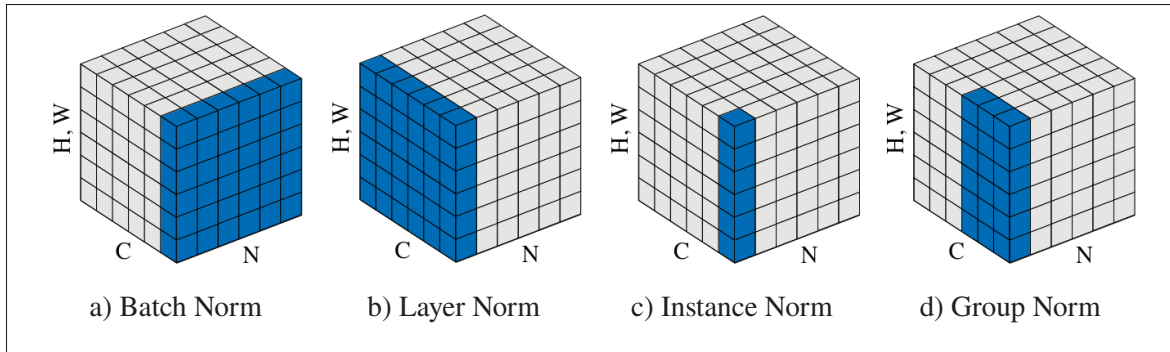 H, W
C
N
a) Batch Norm
H, W
C
N
b) Layer Norm
H, W
C
N
c) Instance Norm
H, W
C
N
d) Group Norm